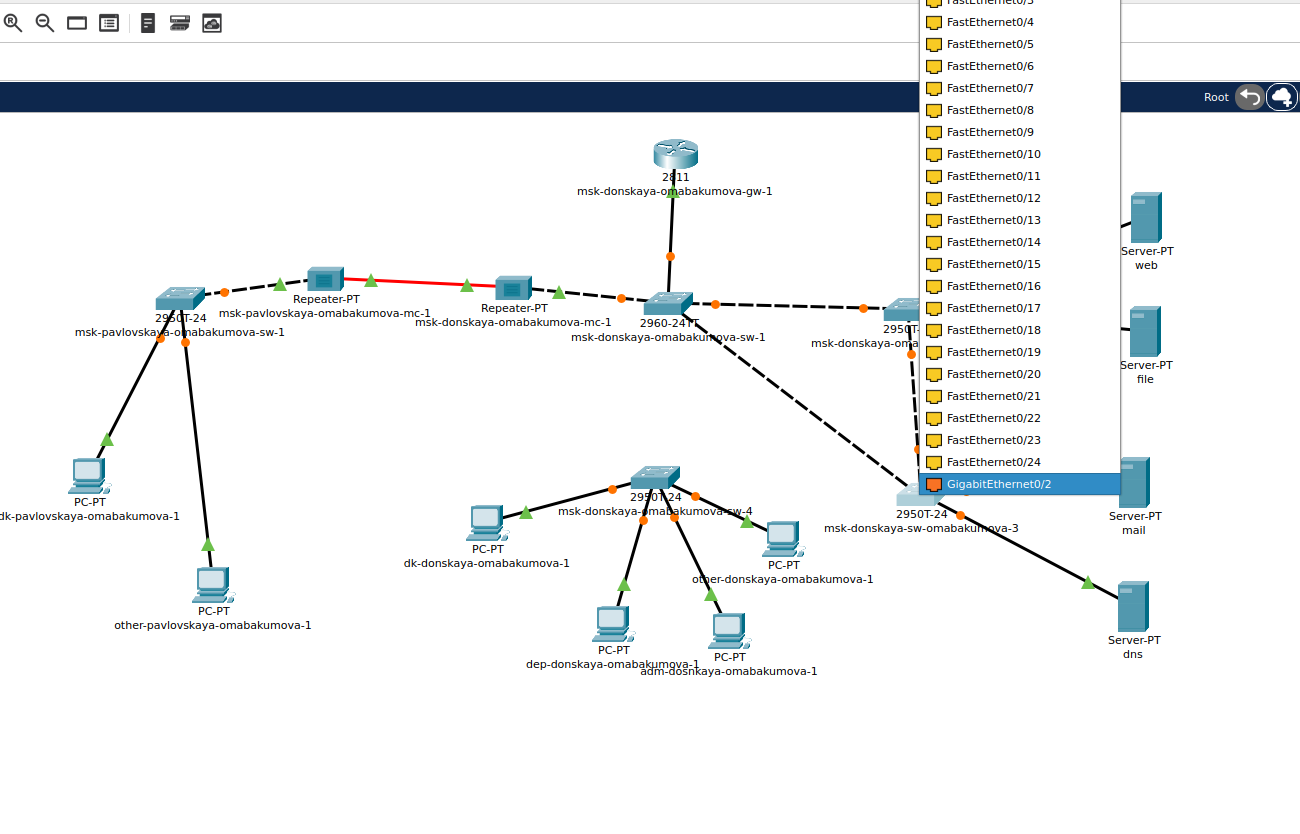 FastEthernet0/3
FastEthernet0/4
FastEthernet0/5
FastEthernet0/6
FastEthernet0/7
FastEthernet0/8
FastEthernet0/9
FastEthernet0/10
FastEthernet0/11
FastEthernet0/12
FastEthernet0/13
FastEthernet0/14
FastEthernet0/15
FastEthernet0/16
FastEthernet0/17
FastEthernet0/18
FastEthernet0/19
FastEthernet0/20
FastEthernet0/21
FastEthernet0/22
FastEthernet0/23
FastEthernet0/24
GigabitEthernet0/2
Root
2811
msk-donskaya-omabakumova-gw-1
Server-PT
web
Repeater-PT
msk-pavlovskaya-omabakumova-mc-1
Repeater-PT
msk-donskaya-omabakumova-mc-1
2950T-24
msk-pavlovskaya-omabakumova-sw-1
2960-24TT
msk-donskaya-omabakumova-sw-1
2950T-
msk-donskaya-oma
Server-PT
file
PC-PT
dk-pavlovskaya-omabakumova-1
2950T-24
msk-donskaya-omabakumova-sw-4
2950T-24
msk-donskaya-sw-omabakumova-3
Server-PT
mail
PC-PT
dk-donskaya-omabakumova-1
PC-PT
other-donskaya-omabakumova-1
PC-PT
other-pavlovskaya-omabakumova-1
PC-PT
dep-donskaya-omabakumova-1
PC-PT
adm-dosnkaya-omabakumova-1
Server-PT
dns